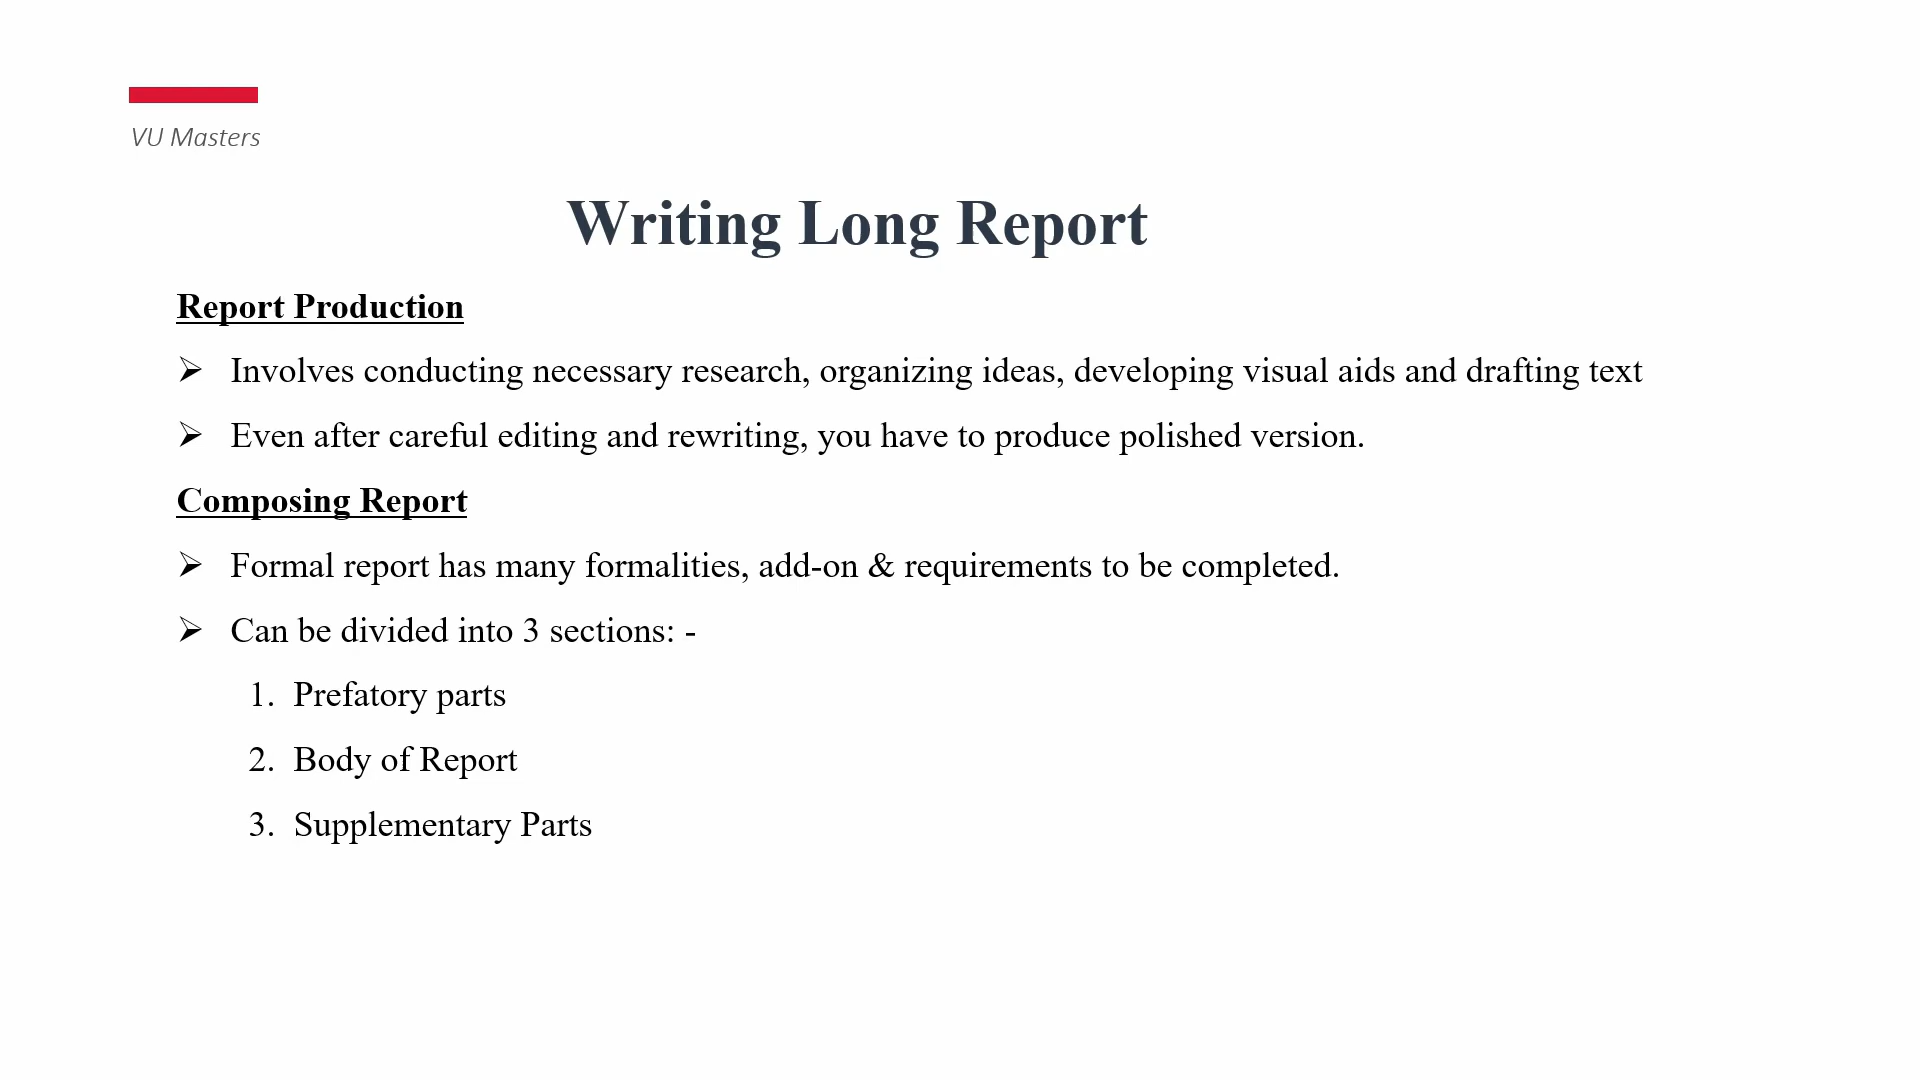 VU Masters
Writing Long Report
Report Production
➢ Involves conducting necessary research, organizing ideas, developing visual aids and drafting text
➢ Even after careful editing and rewriting, you have to produce polished version.
Composing Report
➢ Formal report has many formalities, add-on & requirements to be completed.
➢ Can be divided into 3 sections: -
1. Prefatory parts
2. Body of Report
3. Supplementary Parts